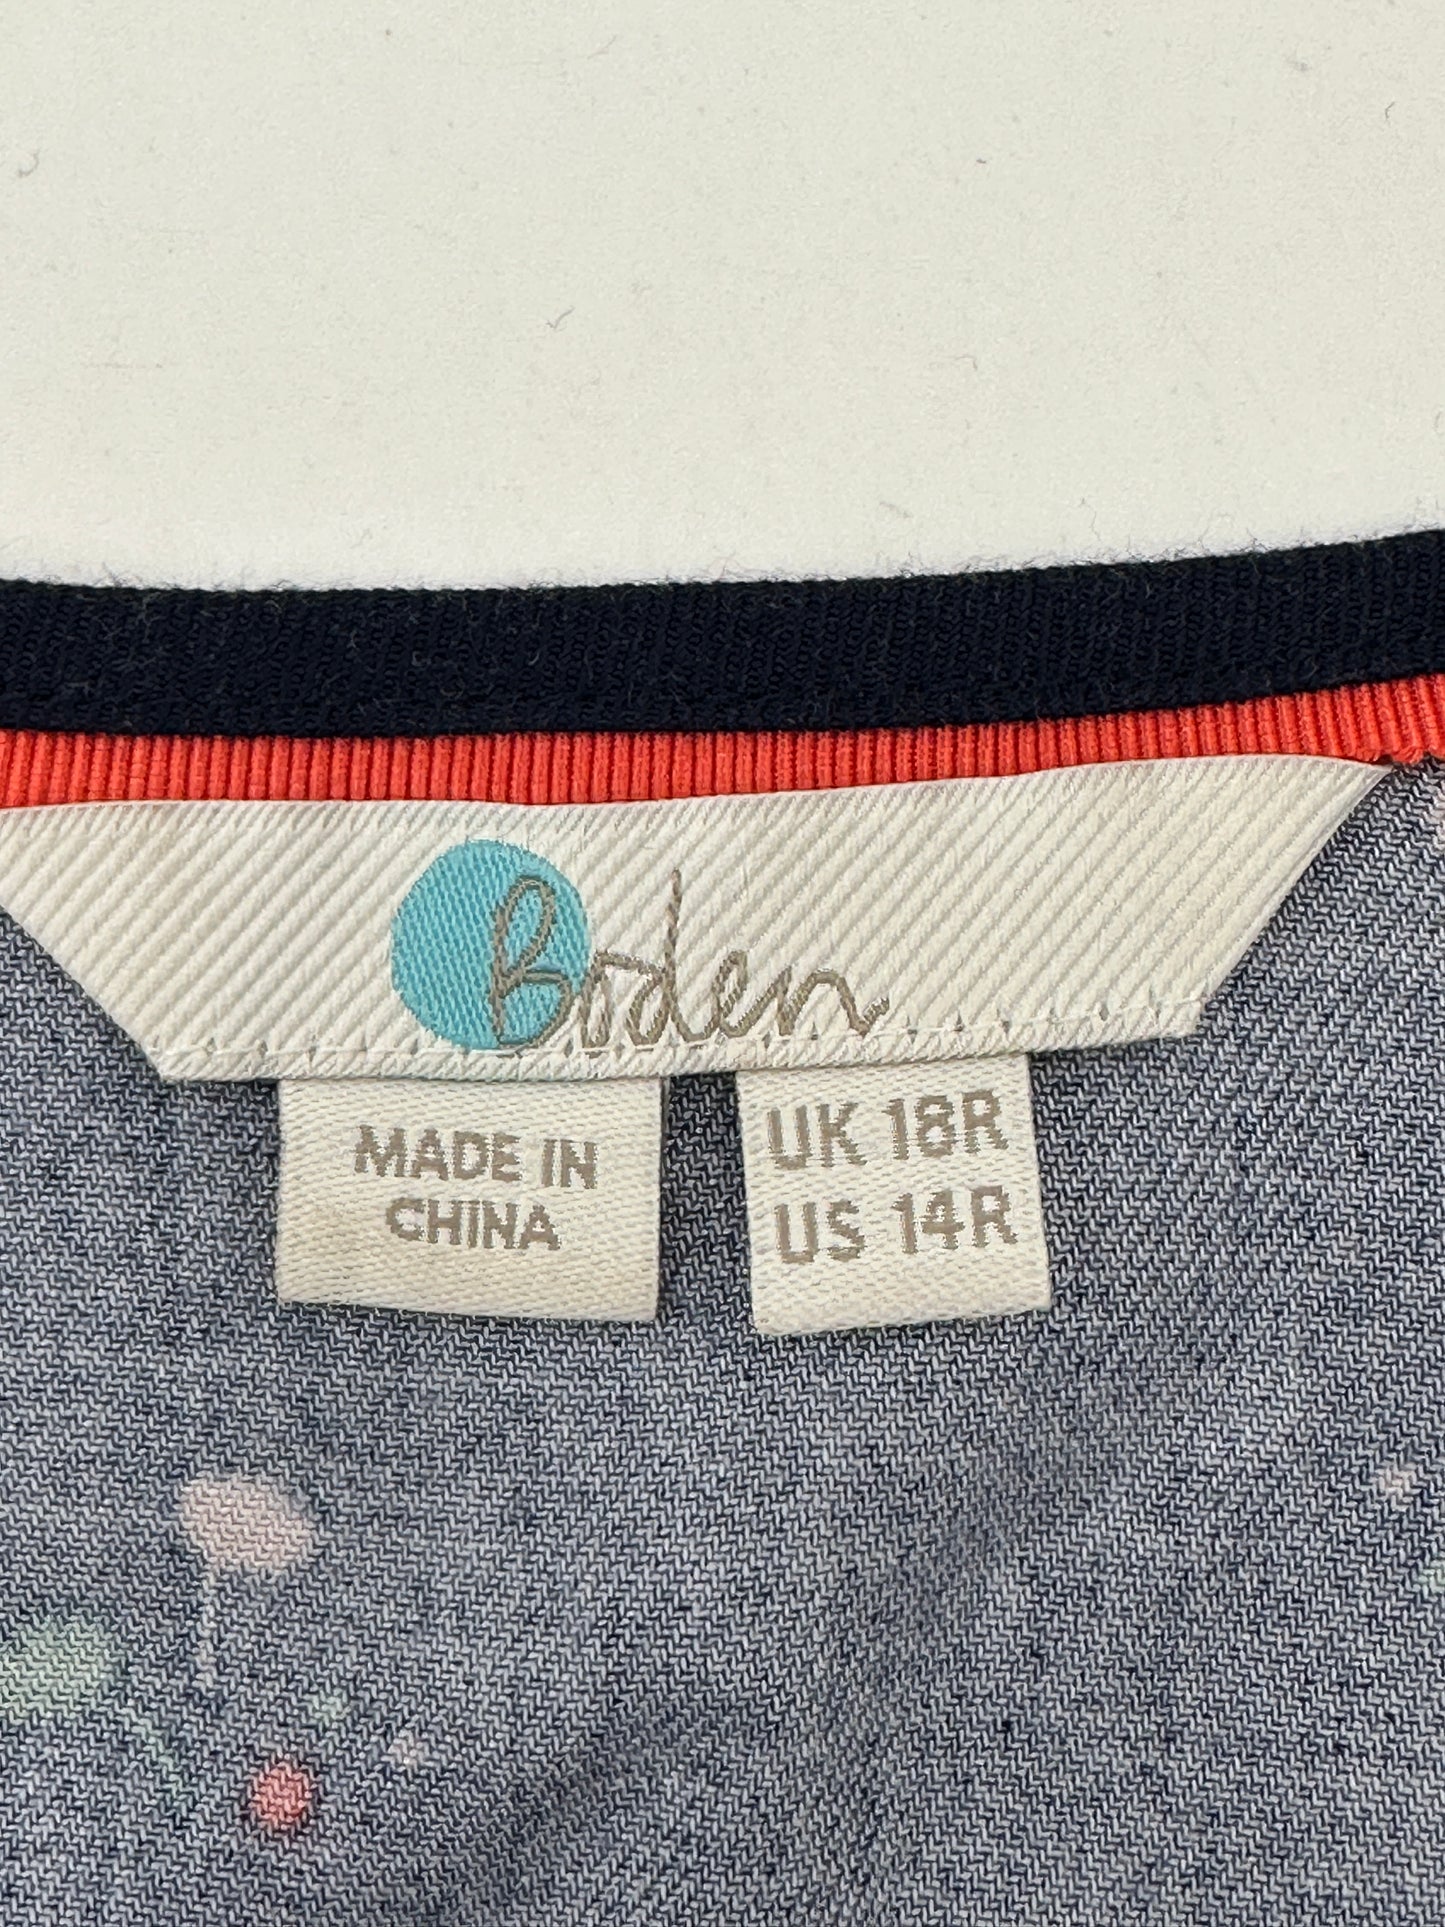 Boden
MADE IN
CHINA
UK 18R
US 14R